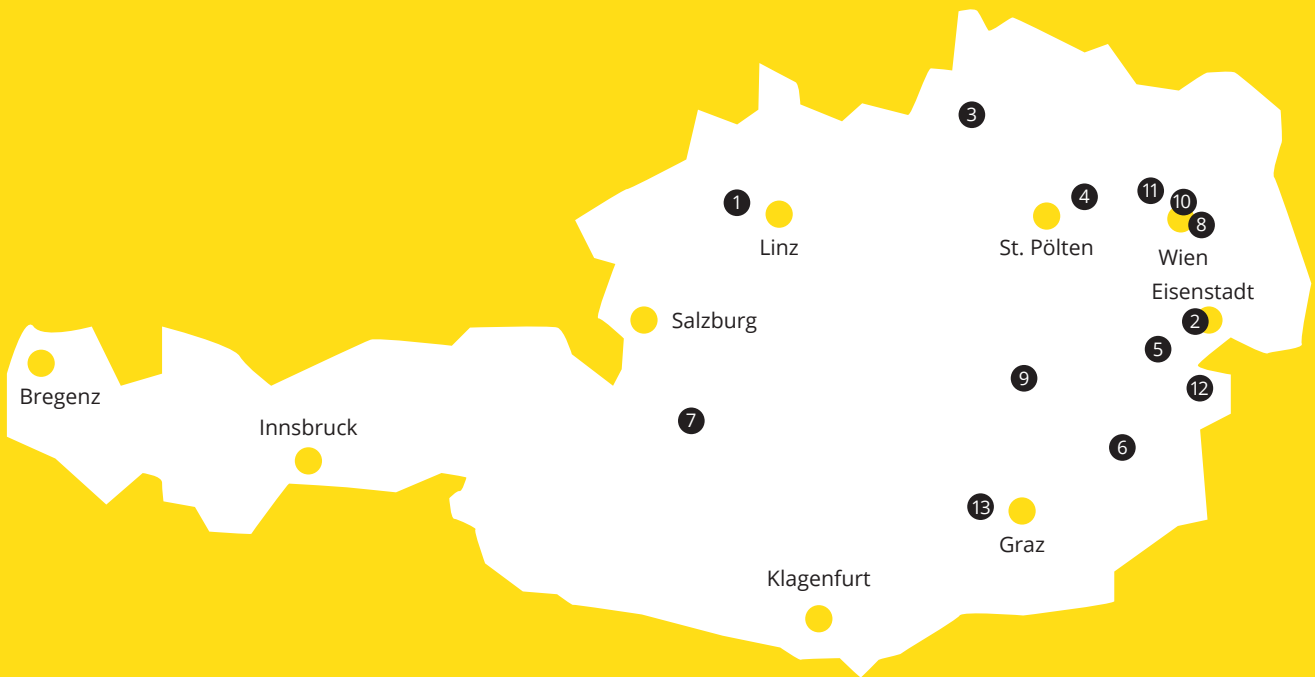 3
11
4
1
10
8
Linz
St. Pölten
Wien
Eisenstadt
Salzburg
2
5
9
12
Bregenz
7
Innsbruck
6
13
Graz
Klagenfurt